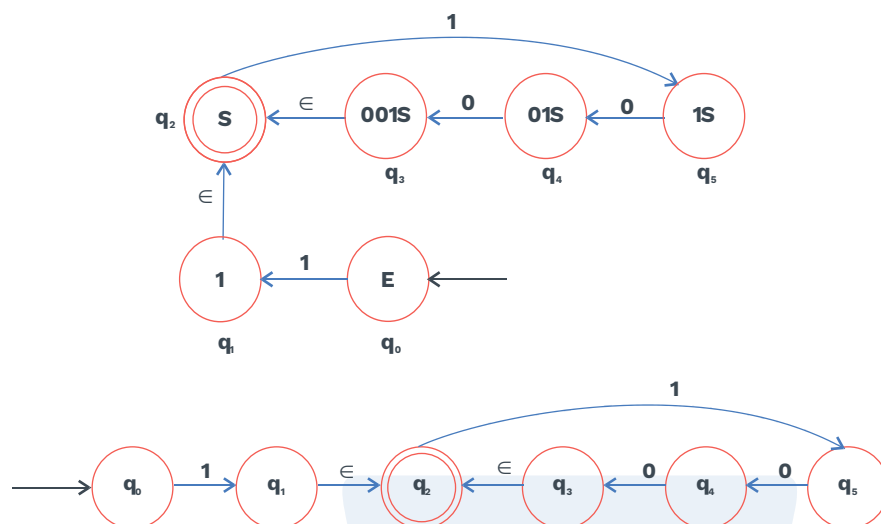 1
q₂ S ∈ 001S 0 01S 0 1S
q₃ q₄ q₅
∈
1 1 E
q₁ q₀
1
q₀ 1 q₁ ∈ q₂ ∈ q₃ 0 q₄ 0 q₅